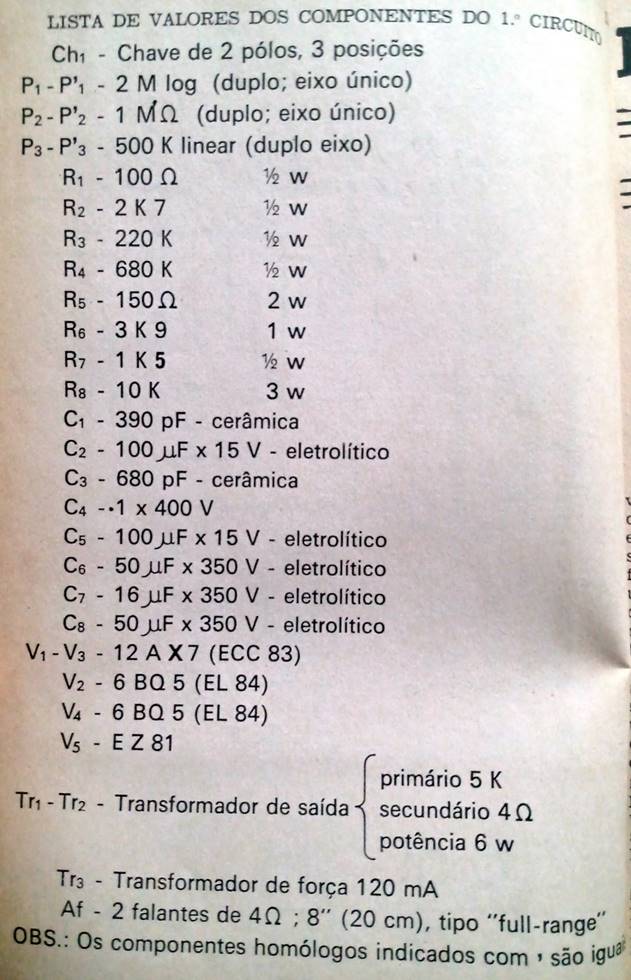 LISTA DE VALORES DOS COMPONENTES DO 1.º CIRCUITO
Ch₁ - Chave de 2 pólos, 3 posições
P₁ - P'₁ - 2 M log (duplo; eixo único)
P₂ - P'₂ - 1 MΩ (duplo; eixo único)
P₃ - P'₃ - 500 K linear (duplo eixo)
R₁ - 100 Ω ½ w
R₂ - 2 K 7 ½ w
R₃ - 220 K ½ w
R₄ - 680 K ½ w
R₅ - 150 Ω 2 w
R₆ - 3 K 9 1 w
R₇ - 1 K 5 ½ w
R₈ - 10 K 3 w
C₁ - 390 pF - cerâmica
C₂ - 100 µF x 15 V - eletrolítico
C₃ - 680 pF - cerâmica
C₄ -·1 x 400 V
C₅ - 100 µF x 15 V - eletrolítico
C₆ - 50 µF x 350 V - eletrolítico
C₇ - 16 µF x 350 V - eletrolítico
C₈ - 50 µF x 350 V - eletrolítico
V₁ - V₃ - 12 A X 7 (ECC 83)
V₂ - 6 BQ 5 (EL 84)
V₄ - 6 BQ 5 (EL 84)
V₅ - E Z 81
primário 5 K
Tr₁ - Tr₂ - Transformador de saída secundário 4 Ω
potência 6 w
Tr₃ - Transformador de força 120 mA
Af - 2 falantes de 4 Ω ; 8" (20 cm), tipo "full-range"
OBS.: Os componentes homólogos indicados com ' são